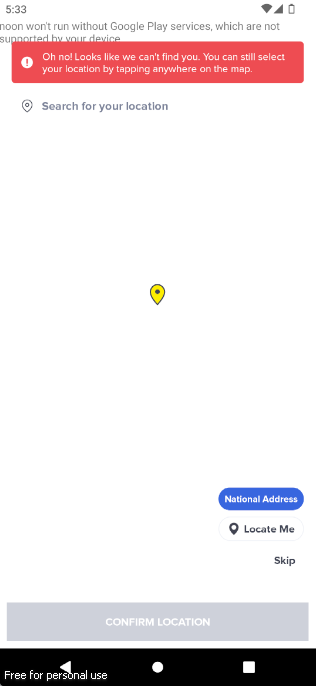 5:33
noon won't run without Google Play services, which are not
supported by your device.
Oh no! Looks like we can't find you. You can still select
your location by tapping anywhere on the map.
Search for your location
National Address
Locate Me
Skip
CONFIRM LOCATION
Free for personal use